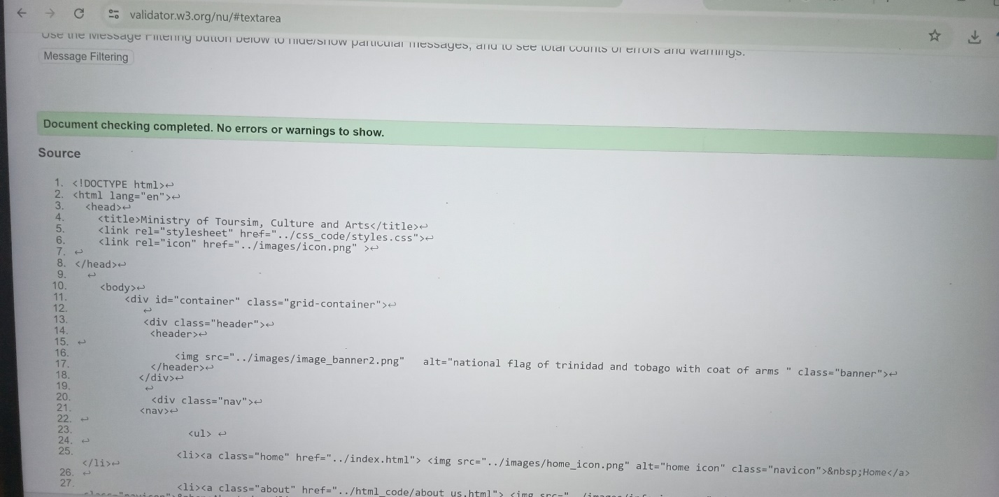 validator.w3.org/nu/#textarea
Use the Message Filtering button below to hide/show particular messages, and to see total counts of errors and warnings.
Message Filtering
Document checking completed. No errors or warnings to show.
Source
1. <!DOCTYPE html>↩
2. <html lang="en">↩
3. <head>↩
4. <title>Ministry of Toursim, Culture and Arts</title>↩
5. <link rel="stylesheet" href="../css_code/styles.css">↩
6. <link rel="icon" href="../images/icon.png" >↩
7. ↩
8. </head>↩
9. ↩
10. <body>↩
11. <div id="container" class="grid-container">↩
12. ↩
13. <div class="header">↩
14. <header>↩
15. ↩
16. <img src="../images/image_banner2.png" alt="national flag of trinidad and tobago with coat of arms " class="banner">↩
17. </header>↩
18. </div>↩
19. ↩
20. <div class="nav">↩
21. <nav>↩
22. ↩
23. <ul> ↩
24. ↩
25. <li><a class="home" href="../index.html"> <img src="../images/home_icon.png" alt="home icon" class="navicon">&nbsp;Home</a>
</li>↩
26. ↩
27. <li><a class="about" href="../html_code/about_us.html"> <img src="